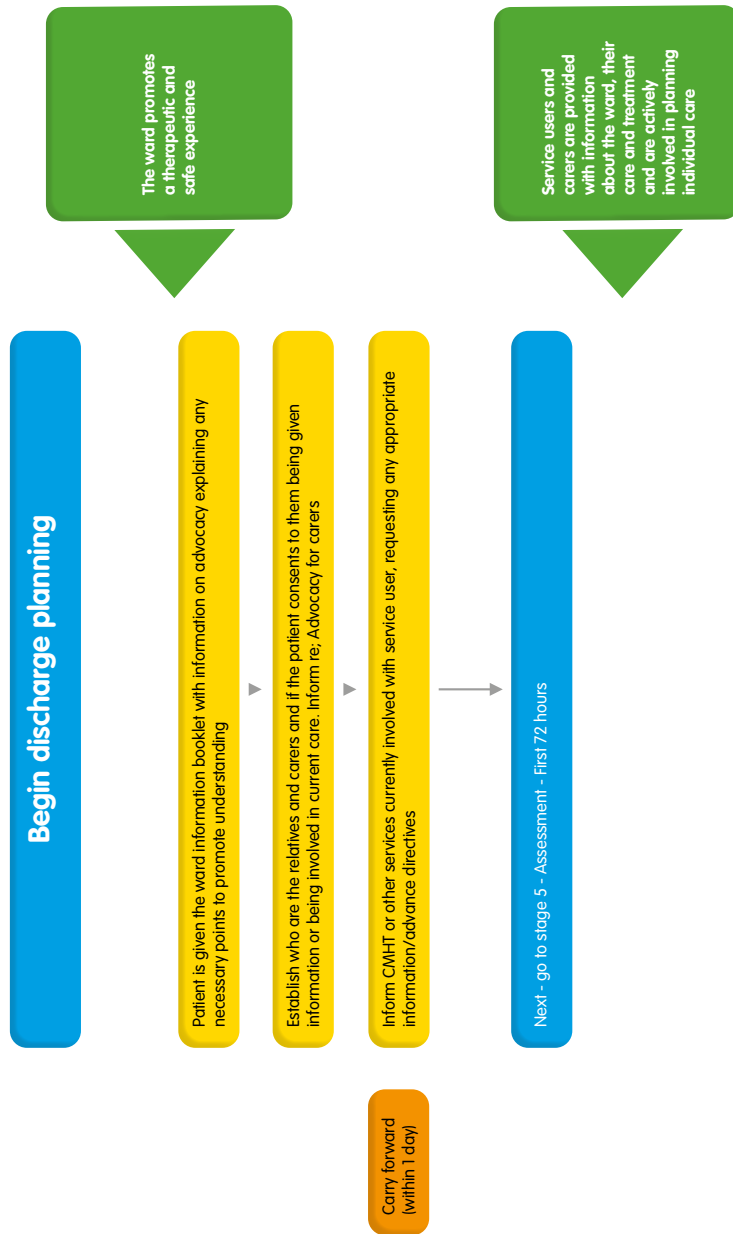 Begin discharge planning
The ward promotes
a therapeutic and
safe experience
Patient is given the ward information booklet with information on advocacy explaining any
necessary points to promote understanding
Establish who are the relatives and carers and if the patient consents to them being given
information or being involved in current care. Inform re; Advocacy for carers
Carry forward
(within 1 day)
Inform CMHT or other services currently involved with service user, requesting any appropriate
information/advance directives
Next - go to stage 5 - Assessment - First 72 hours
Service users and
carers are provided
with information
about the ward, their
care and treatment
and are actively
involved in planning
individual care